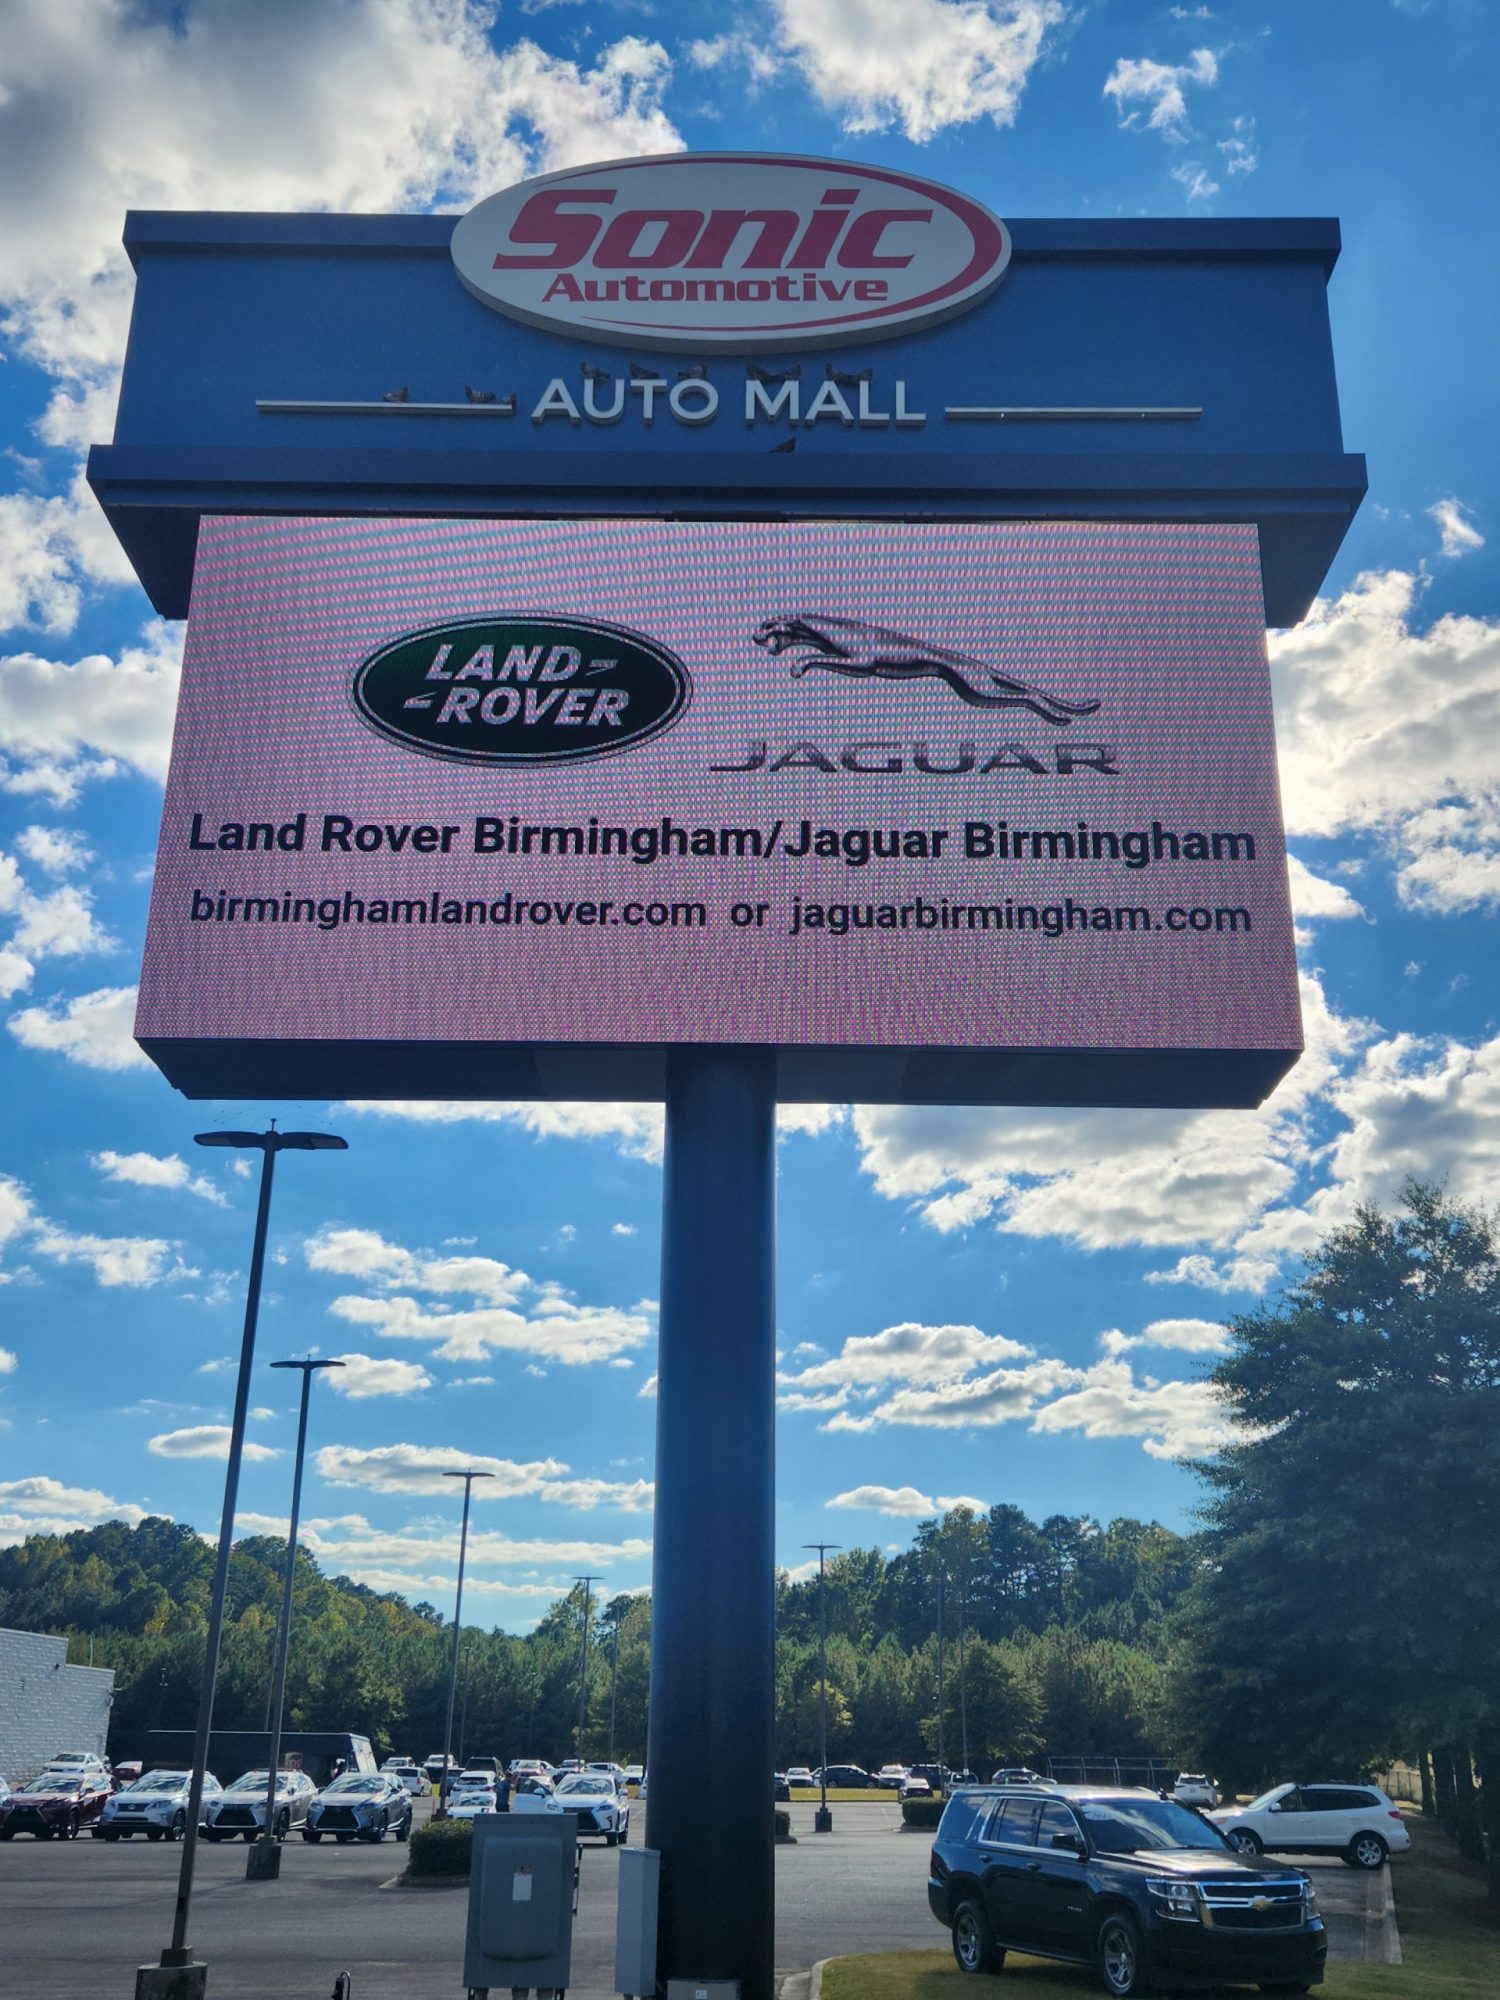 Sonic
Automotive
AUTO MALL
LAND-
-ROVER
JAGUAR
Land Rover Birmingham/Jaguar Birmingham
birminghamlandrover.com or jaguarbirmingham.com